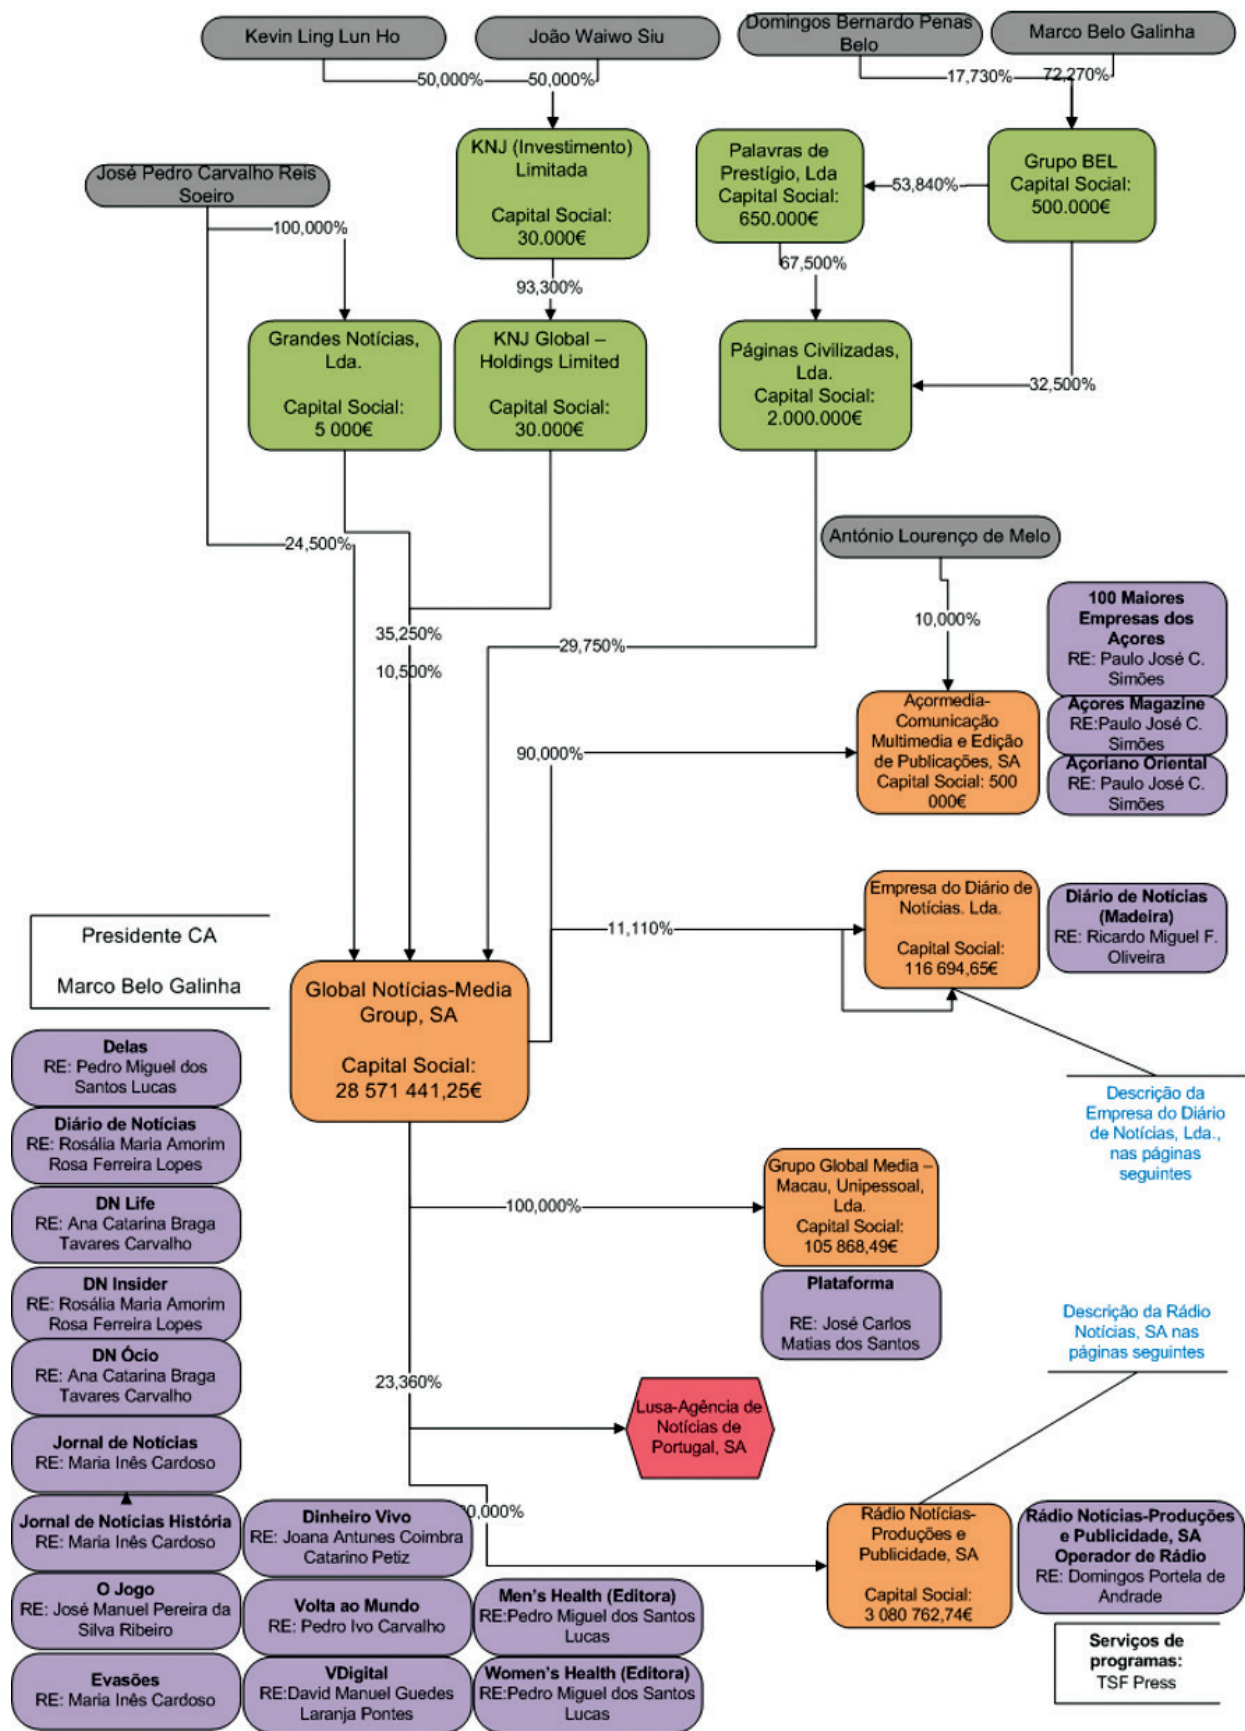 Kevin Ling Lun Ho
João Waiwo Siu
Domingos Bernardo Penas
Belo
Marco Belo Galinha
50,000%
50,000%
17,730%
72,270%
José Pedro Carvalho Reis
Soeiro
KNJ (Investimento)
Limitada
Capital Social:
30.000€
Palavras de
Prestígio, Lda
Capital Social:
650.000€
53,840%
Grupo BEL
Capital Social:
500.000€
100,000%
93,300%
67,500%
Grandes Notícias,
Lda.
Capital Social:
5 000€
KNJ Global –
Holdings Limited
Capital Social:
30.000€
Páginas Civilizadas,
Lda.
Capital Social:
2.000.000€
32,500%
24,500%
António Lourenço de Melo
35,250%
10,500%
29,750%
10,000%
100 Maiores
Empresas dos
Açores
RE: Paulo José C.
Simões
90,000%
Açormedia-
Comunicação
Multimedia e Edição
de Publicações, SA
Capital Social: 500
000€
Açores Magazine
RE:Paulo José C.
Simões
Açoriano Oriental
RE: Paulo José C.
Simões
Presidente CA
Marco Belo Galinha
11,110%
Empresa do Diário de
Notícias. Lda.
Capital Social:
116 694,65€
Diário de Notícias
(Madeira)
RE: Ricardo Miguel F.
Oliveira
Global Notícias-Media
Group, SA
Capital Social:
28 571 441,25€
Descrição da
Empresa do Diário
de Notícias, Lda.,
nas páginas
seguintes
Delas
RE: Pedro Miguel dos
Santos Lucas
Diário de Notícias
RE: Rosália Maria Amorim
Rosa Ferreira Lopes
DN Life
RE: Ana Catarina Braga
Tavares Carvalho
DN Insider
RE: Rosália Maria Amorim
Rosa Ferreira Lopes
DN Ócio
RE: Ana Catarina Braga
Tavares Carvalho
Jornal de Notícias
RE: Maria Inês Cardoso
Jornal de Notícias História
RE: Maria Inês Cardoso
O Jogo
RE: José Manuel Pereira da
Silva Ribeiro
Evasões
RE: Maria Inês Cardoso
100,000%
Grupo Global Media –
Macau, Unipessoal,
Lda.
Capital Social:
105 868,49€
Plataforma
RE: José Carlos
Matias dos Santos
23,360%
Lusa-Agência de
Notícias de
Portugal, SA
Descrição da Rádio
Notícias, SA nas
páginas seguintes
0,000%
Rádio Notícias-
Produções e
Publicidade, SA
Capital Social:
3 080 762,74€
Rádio Notícias-Produções
e Publicidade, SA
Operador de Rádio
RE: Domingos Portela de
Andrade
Serviços de
programas:
TSF Press
Dinheiro Vivo
RE: Joana Antunes Coimbra
Catarino Petiz
Volta ao Mundo
RE: Pedro Ivo Carvalho
VDigital
RE:David Manuel Guedes
Laranja Pontes
Men's Health (Editora)
RE:Pedro Miguel dos Santos
Lucas
Women's Health (Editora)
RE:Pedro Miguel dos Santos
Lucas